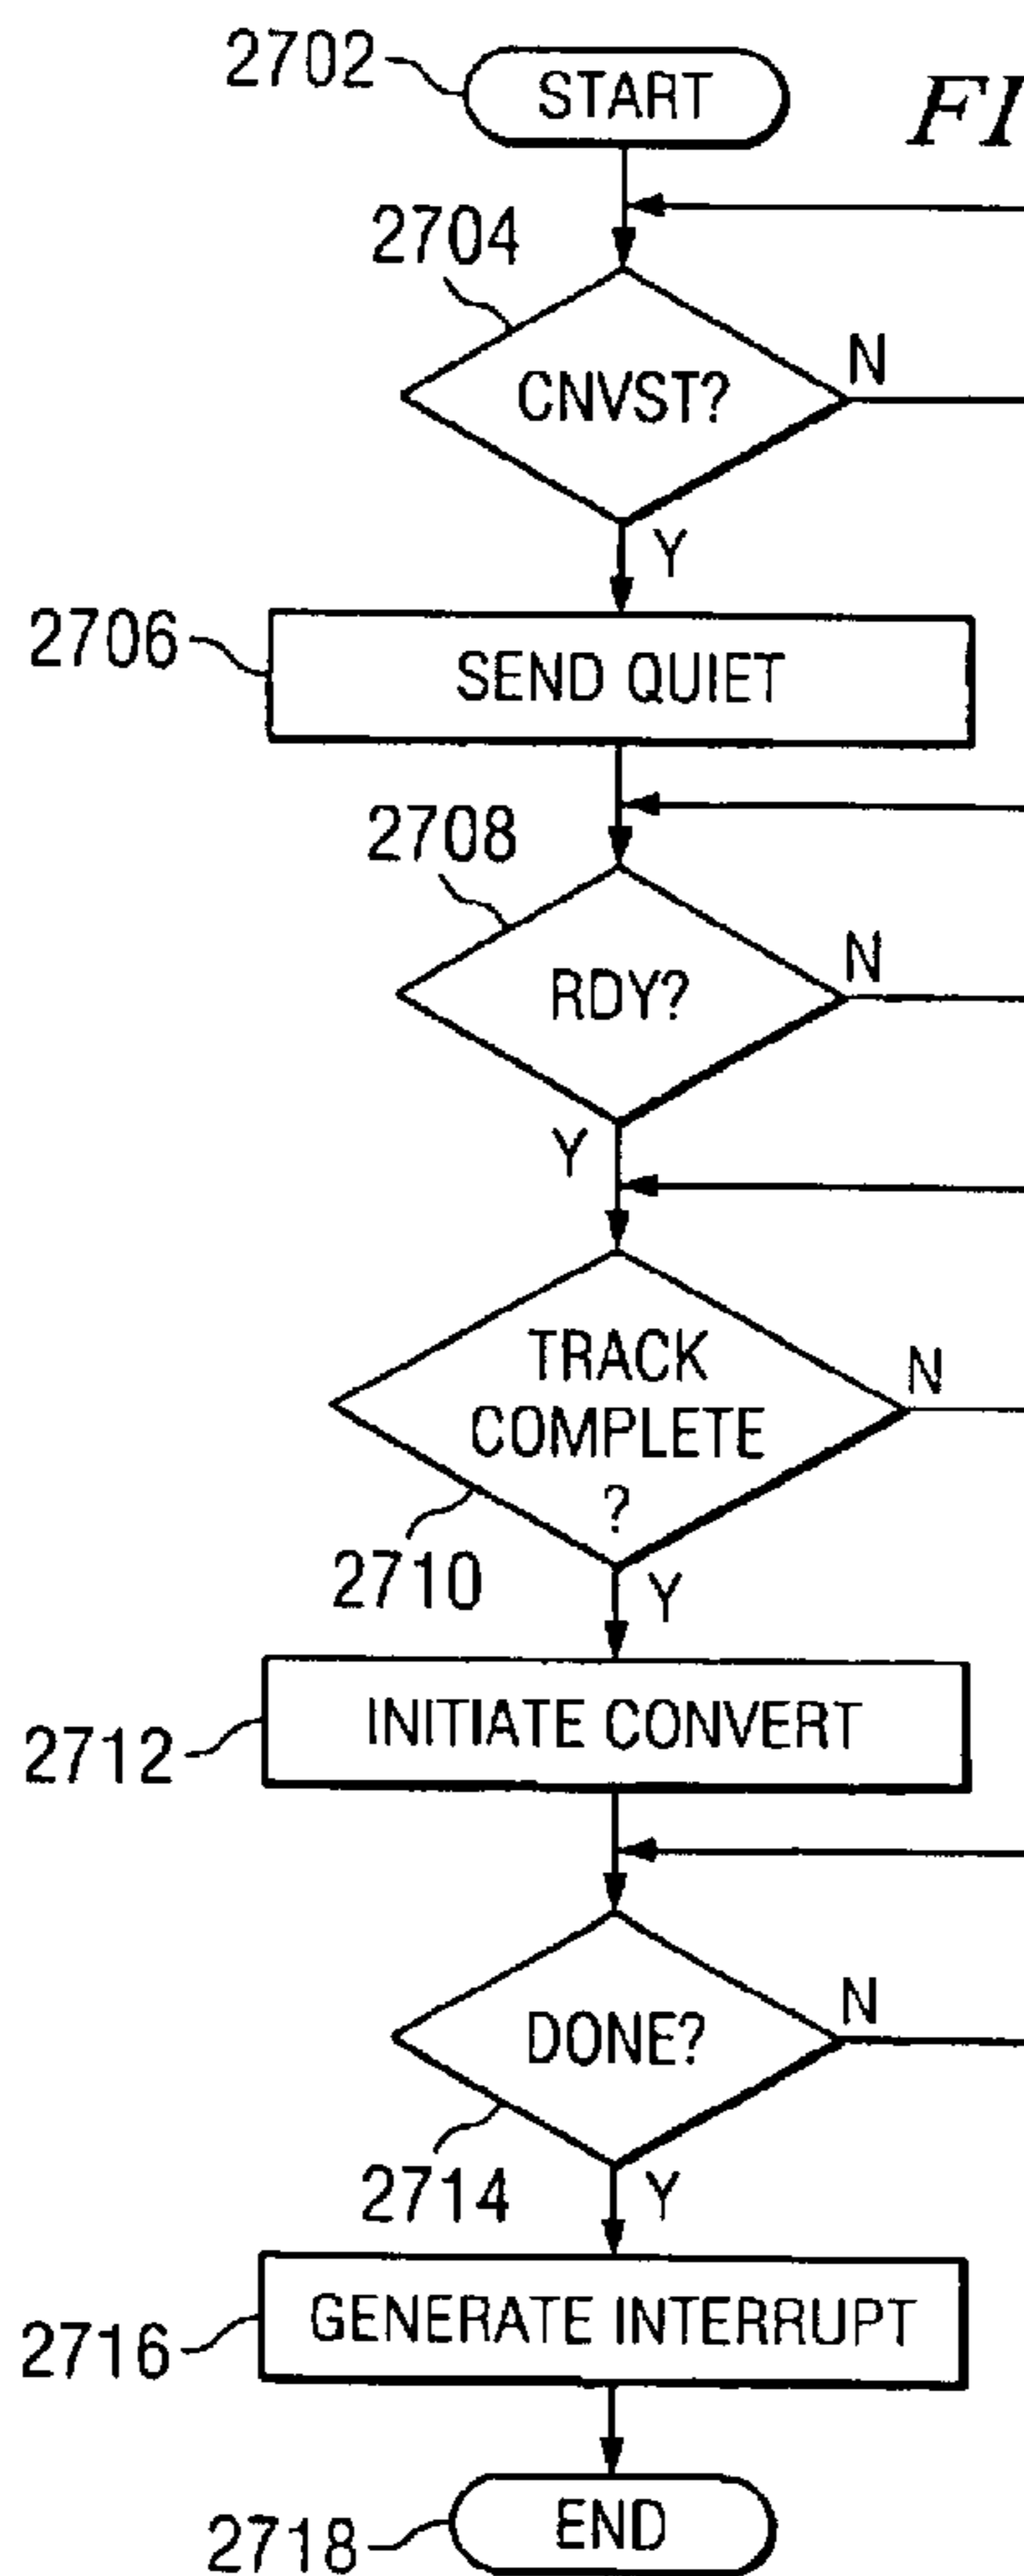 2702
START
FI
2704
CNVST?
N
Y
2706
SEND QUIET
2708
RDY?
N
Y
TRACK
COMPLETE
?
N
2710
Y
2712
INITIATE CONVERT
DONE?
N
2714
Y
2716
GENERATE INTERRUPT
2718
END